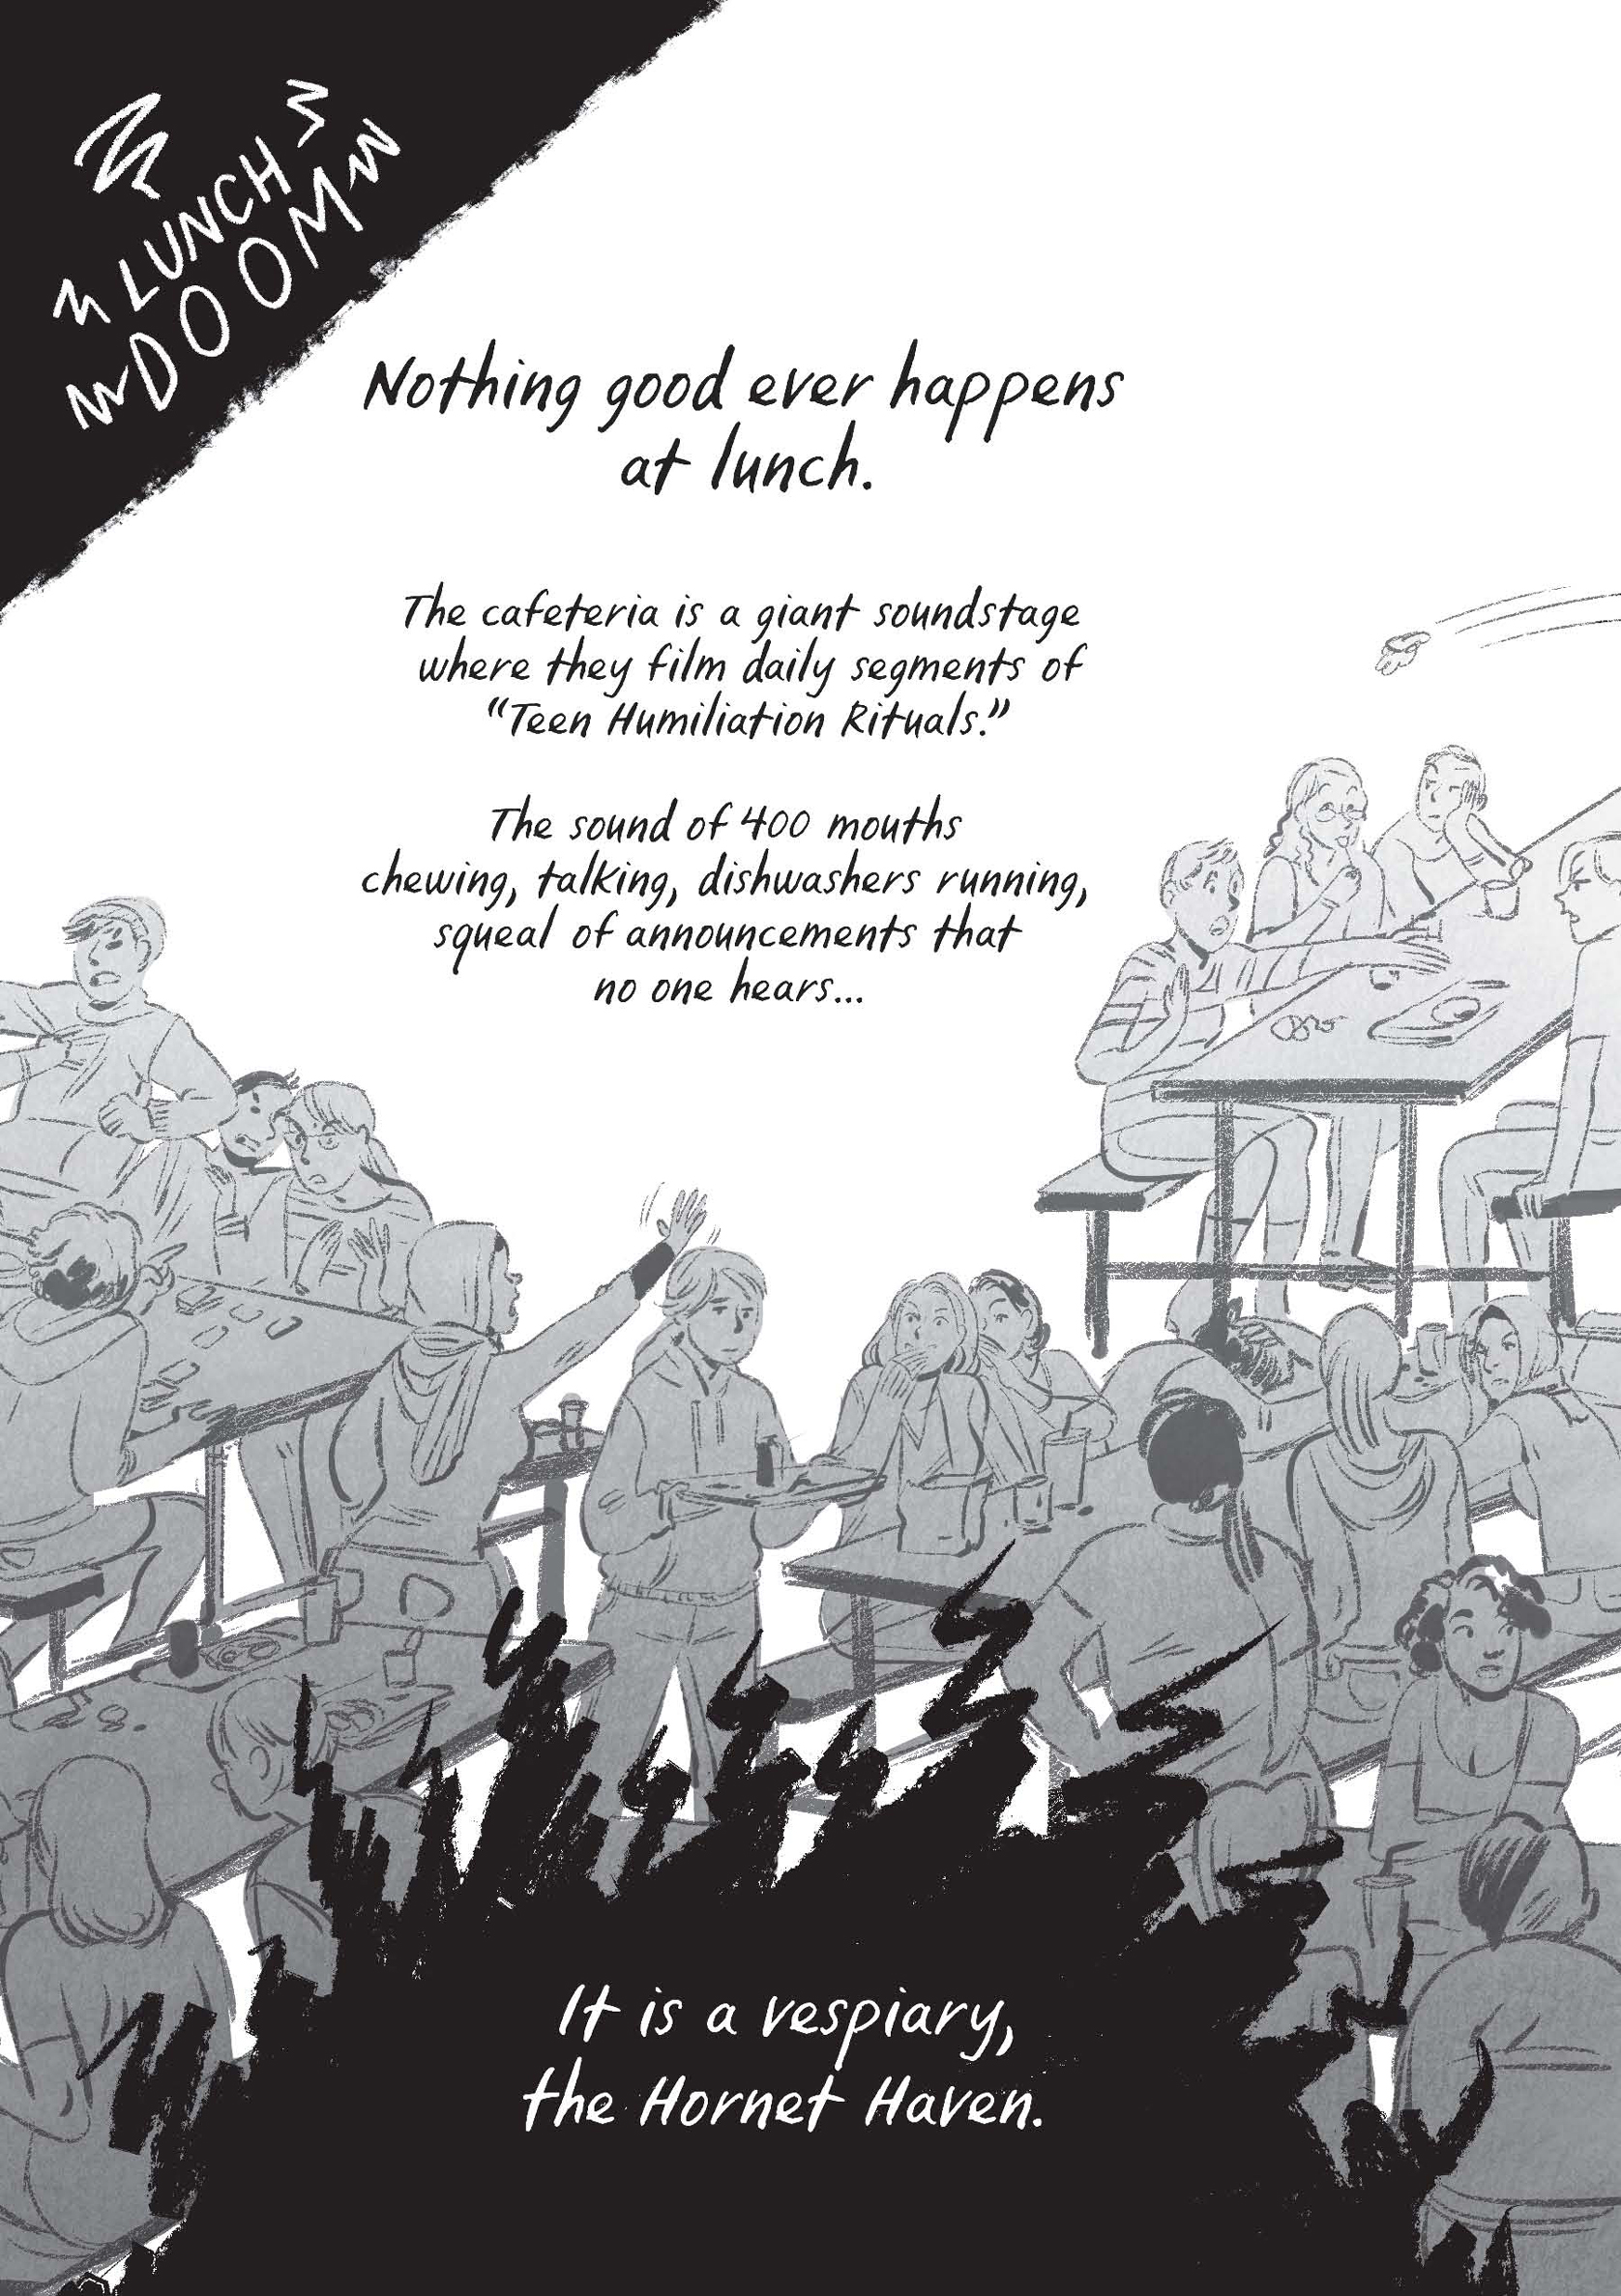 LUNCH
DOOM
Nothing good ever happens
at lunch.
The cafeteria is a giant soundstage
where they film daily segments of
“Teen Humiliation Rituals.”
The sound of 400 mouths
chewing, talking, dishwashers running,
squeal of announcements that
no one hears...
It is a vespiary,
the Hornet Haven.